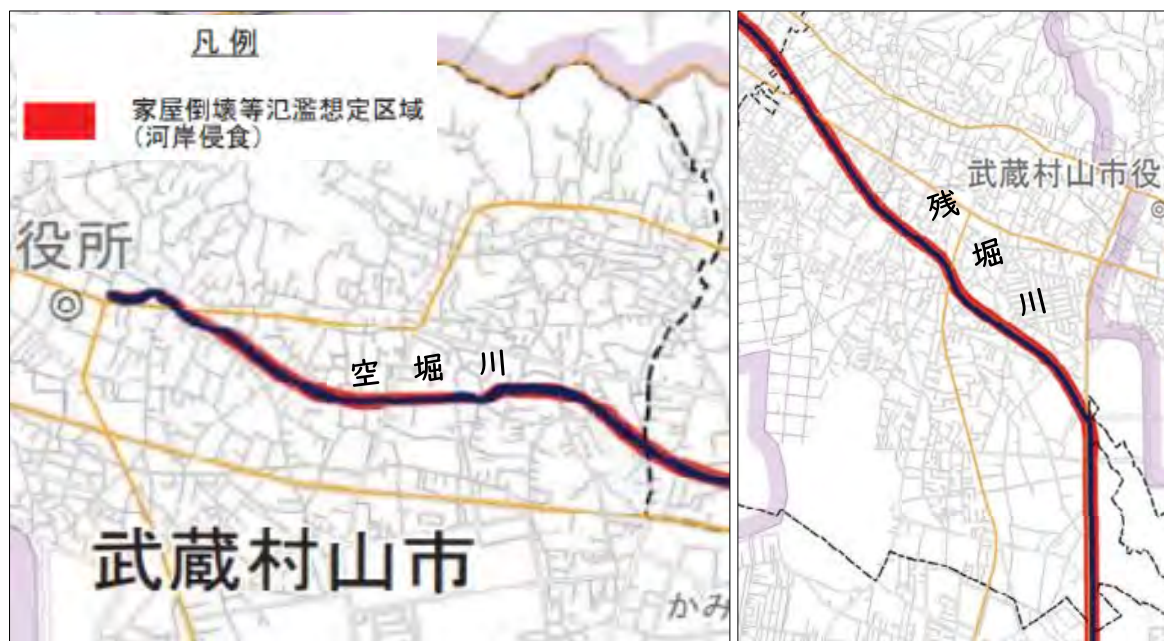 凡例
家屋倒壊等氾濫想定区域
（河岸侵食）
役所
空堀川
武蔵村山市
かみ
武蔵村山市役
残堀川